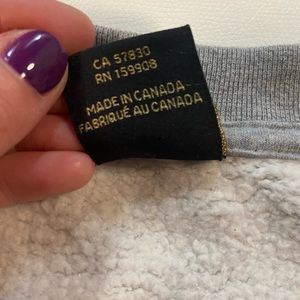 CA 57830
RN 159908
MADE IN CANADA
FABRIQUÉ AU CANADA